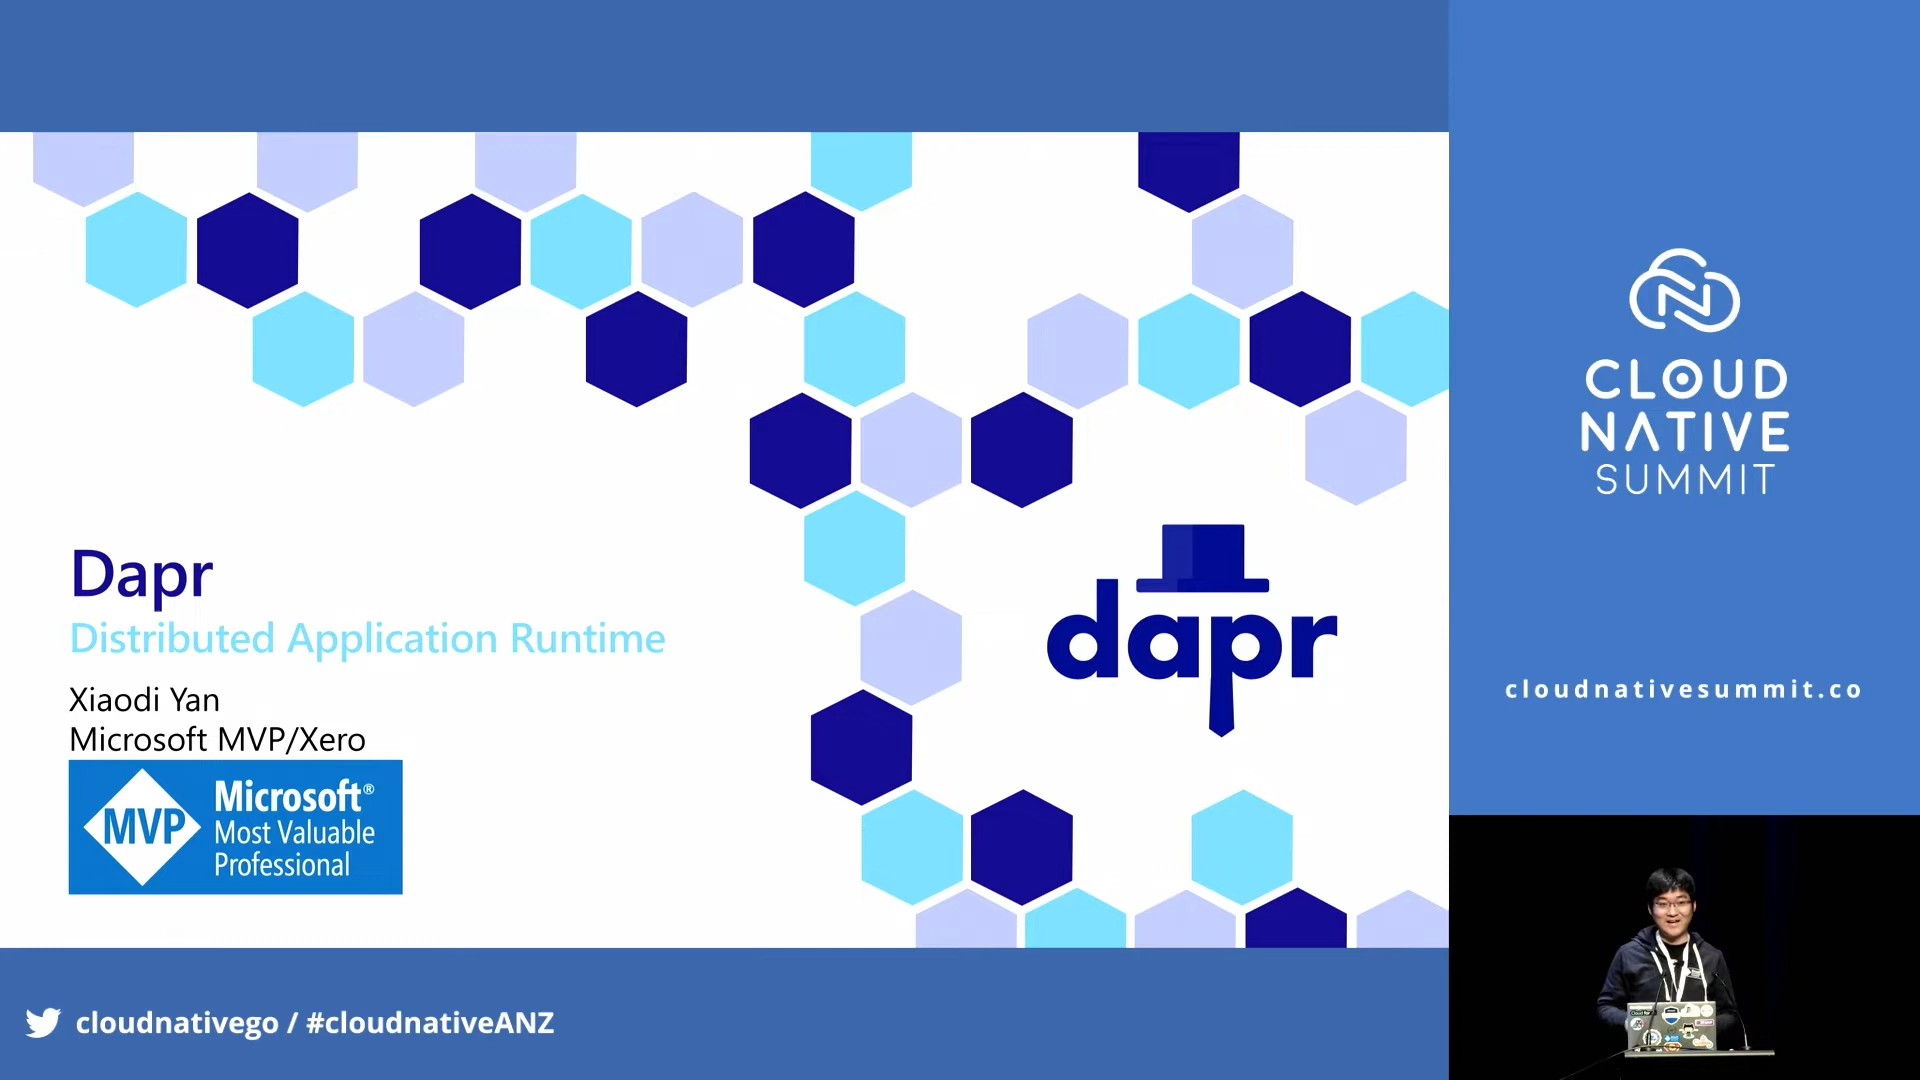 Dapr
Distributed Application Runtime
Xiaodi Yan
Microsoft MVP/Xero
MVP
Microsoft®
Most Valuable
Professional
dapr
CLOUD
NATIVE
SUMMIT
cloudnativesummit.co
cloudnativego / #cloudnativeANZ